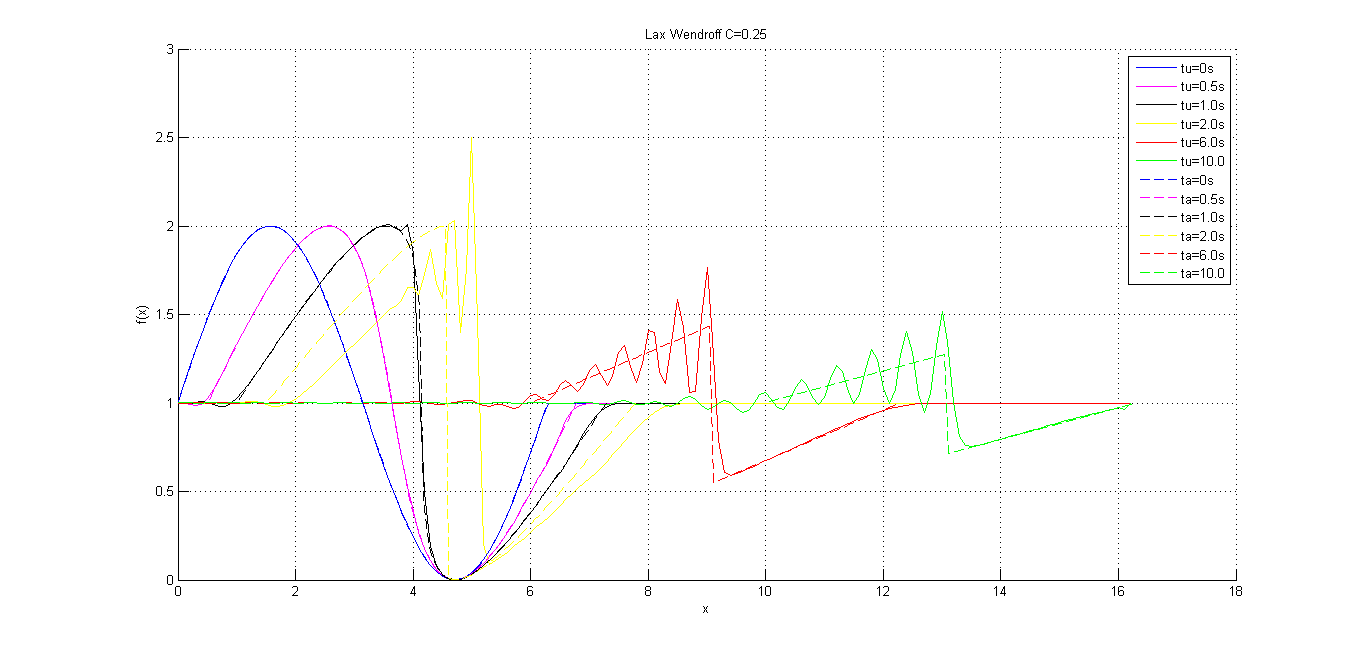 Lax Wendroff C=0.25
3
2.5
2
1.5
1
0.5
0
f(x)
0 2 4 6 8 10 12 14 16 18
x
tu=0s
tu=0.5s
tu=1.0s
tu=2.0s
tu=6.0s
tu=10.0
ta=0s
ta=0.5s
ta=1.0s
ta=2.0s
ta=6.0s
ta=10.0